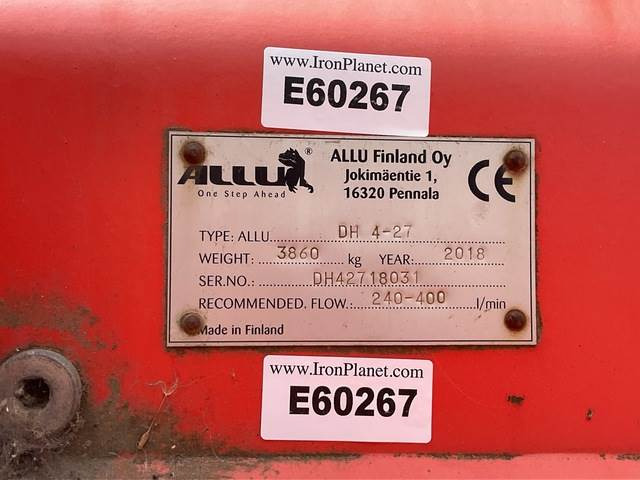 www.IronPlanet.com
E60267
ALLU®
One Step Ahead
ALLU Finland Oy
Jokimäentie 1,
16320 Pennala
CE
TYPE: ALLU DH 4-27
WEIGHT: 3860 kg YEAR: 2018
SER.NO.: DH42718031
RECOMMENDED. FLOW.: 240-400 l/min
Made in Finland
www.IronPlanet.com
E60267